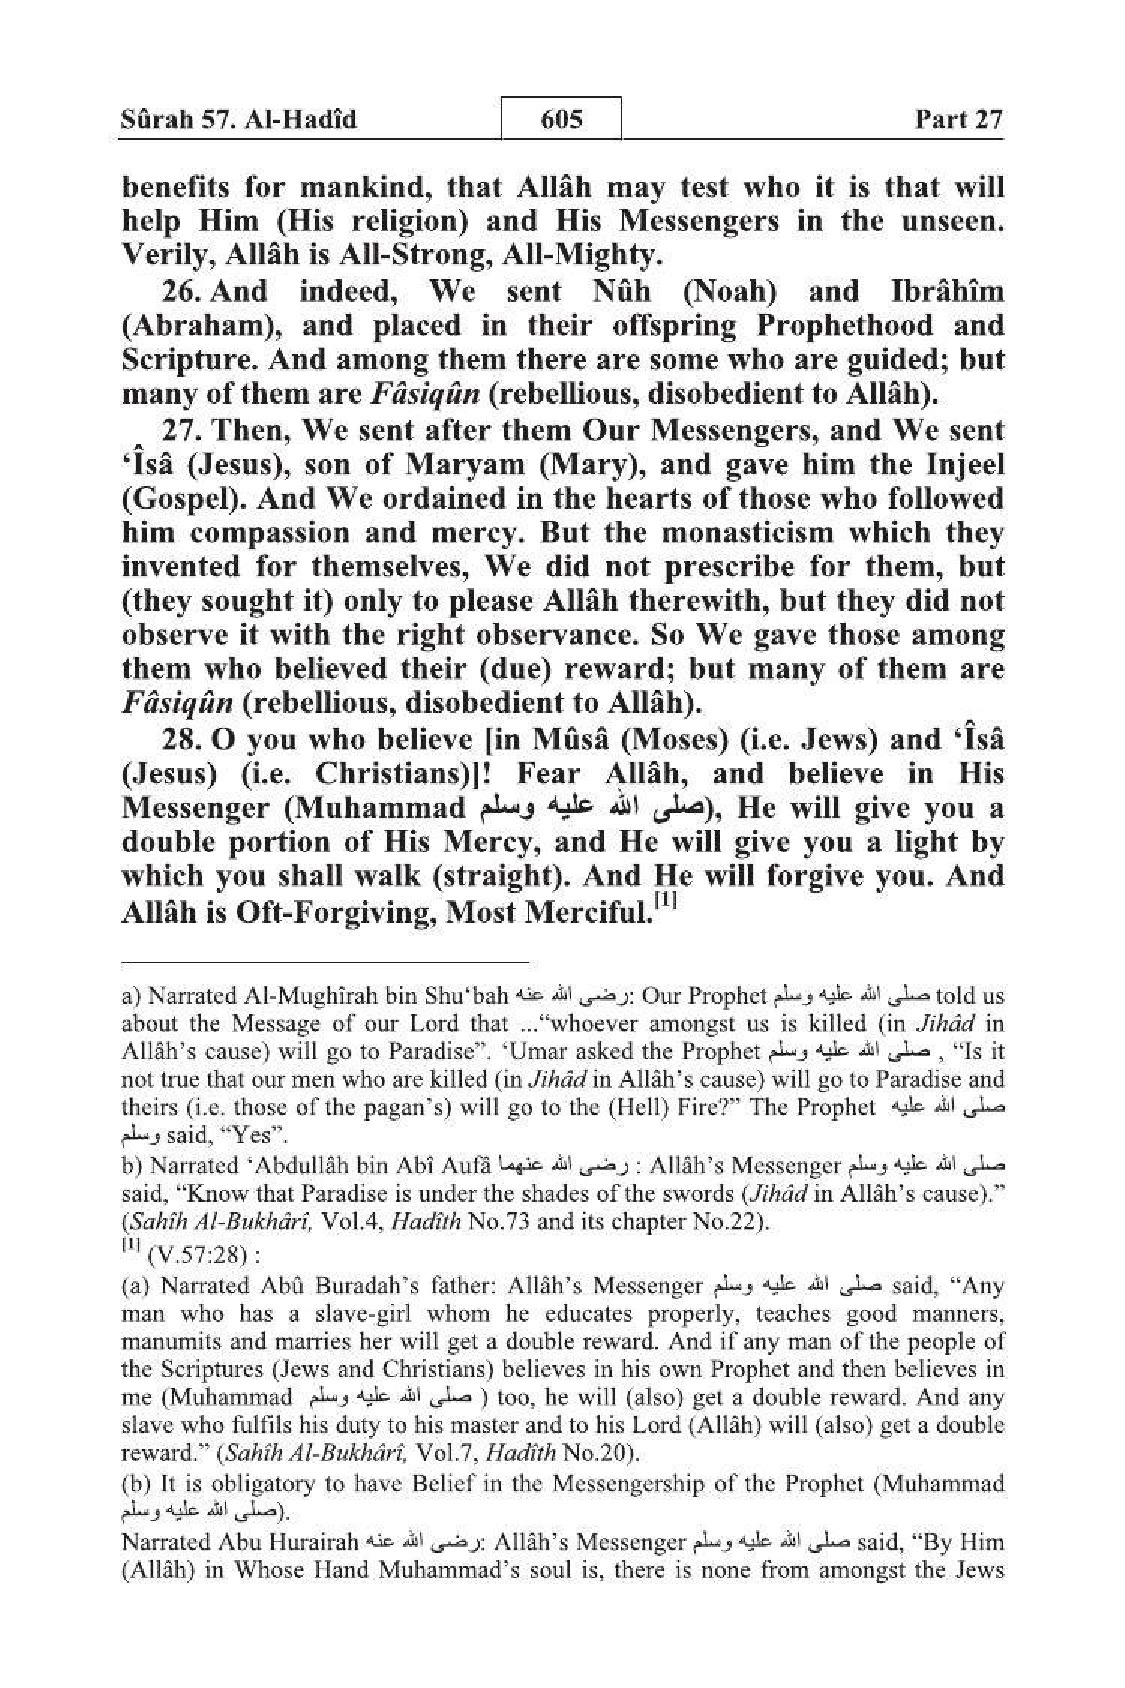 Sûrah 57. Al-Hadîd 605 Part 27
benefits for mankind, that Allâh may test who it is that will
help Him (His religion) and His Messengers in the unseen.
Verily, Allâh is All-Strong, All-Mighty.
26. And indeed, We sent Nûh (Noah) and Ibrâhîm
(Abraham), and placed in their offspring Prophethood and
Scripture. And among them there are some who are guided; but
many of them are Fâsiqûn (rebellious, disobedient to Allâh).
27. Then, We sent after them Our Messengers, and We sent
‘Îsâ (Jesus), son of Maryam (Mary), and gave him the Injeel
(Gospel). And We ordained in the hearts of those who followed
him compassion and mercy. But the monasticism which they
invented for themselves, We did not prescribe for them, but
(they sought it) only to please Allâh therewith, but they did not
observe it with the right observance. So We gave those among
them who believed their (due) reward; but many of them are
Fâsiqûn (rebellious, disobedient to Allâh).
28. O you who believe [in Mûsâ (Moses) (i.e. Jews) and ‘Îsâ
(Jesus) (i.e. Christians)]! Fear Allâh, and believe in His
Messenger (Muhammad صلى الله عليه وسلم), He will give you a
double portion of His Mercy, and He will give you a light by
which you shall walk (straight). And He will forgive you. And
Allâh is Oft-Forgiving, Most Merciful.[1]
a) Narrated Al-Mughîrah bin Shu‘bah رضى الله عنه: Our Prophet صلى الله عليه وسلم told us
about the Message of our Lord that ...“whoever amongst us is killed (in Jihâd in
Allâh’s cause) will go to Paradise”. ‘Umar asked the Prophet صلى الله عليه وسلم , “Is it
not true that our men who are killed (in Jihâd in Allâh’s cause) will go to Paradise and
theirs (i.e. those of the pagan’s) will go to the (Hell) Fire?” The Prophet صلى الله عليه
وسلم said, “Yes”.
b) Narrated ‘Abdullâh bin Abî Aufâ رضى الله عنهما : Allâh’s Messenger صلى الله عليه وسلم
said, “Know that Paradise is under the shades of the swords (Jihâd in Allâh’s cause).”
(Sahîh Al-Bukhârî, Vol.4, Hadîth No.73 and its chapter No.22).
[1] (V.57:28) :
(a) Narrated Abû Buradah’s father: Allâh’s Messenger صلى الله عليه وسلم said, “Any
man who has a slave-girl whom he educates properly, teaches good manners,
manumits and marries her will get a double reward. And if any man of the people of
the Scriptures (Jews and Christians) believes in his own Prophet and then believes in
me (Muhammad صلى الله عليه وسلم ) too, he will (also) get a double reward. And any
slave who fulfils his duty to his master and to his Lord (Allâh) will (also) get a double
reward.” (Sahîh Al-Bukhârî, Vol.7, Hadîth No.20).
(b) It is obligatory to have Belief in the Messengership of the Prophet (Muhammad
صلى الله عليه وسلم).
Narrated Abu Hurairah رضى الله عنه: Allâh’s Messenger صلى الله عليه وسلم said, “By Him
(Allâh) in Whose Hand Muhammad’s soul is, there is none from amongst the Jews